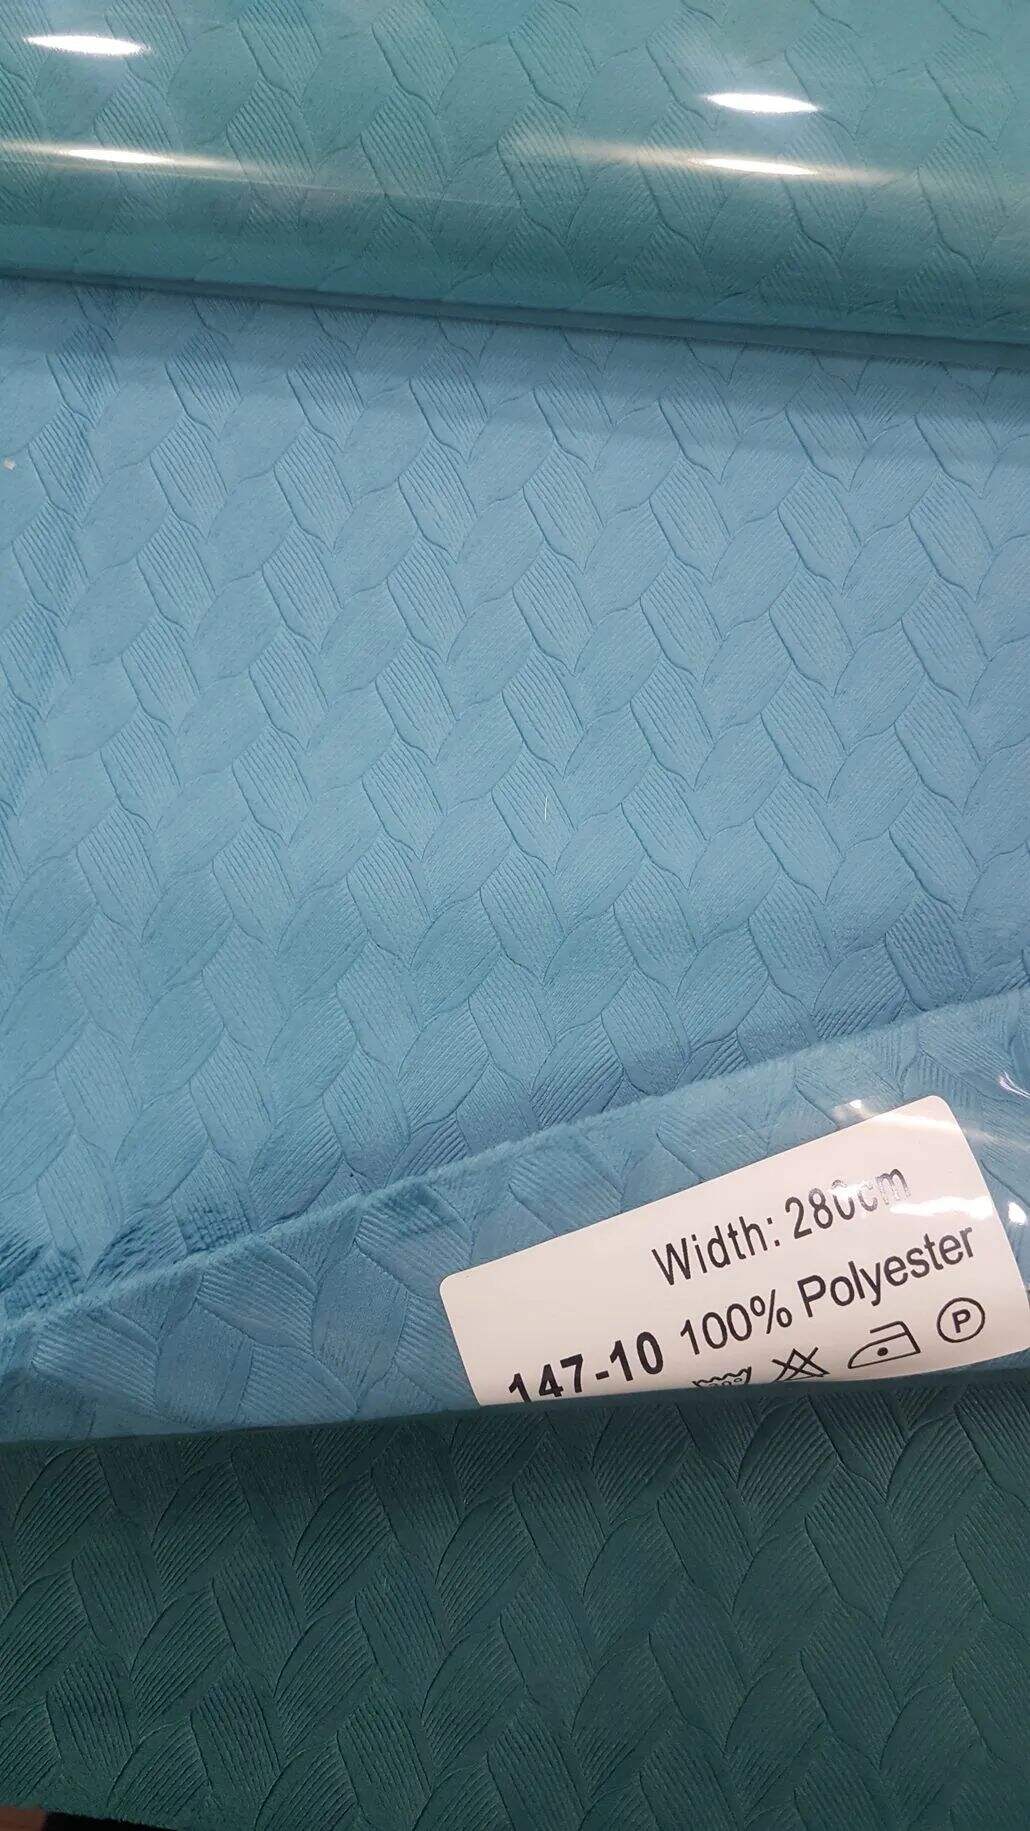 Width: 280cm
100% Polyester
147-10
P